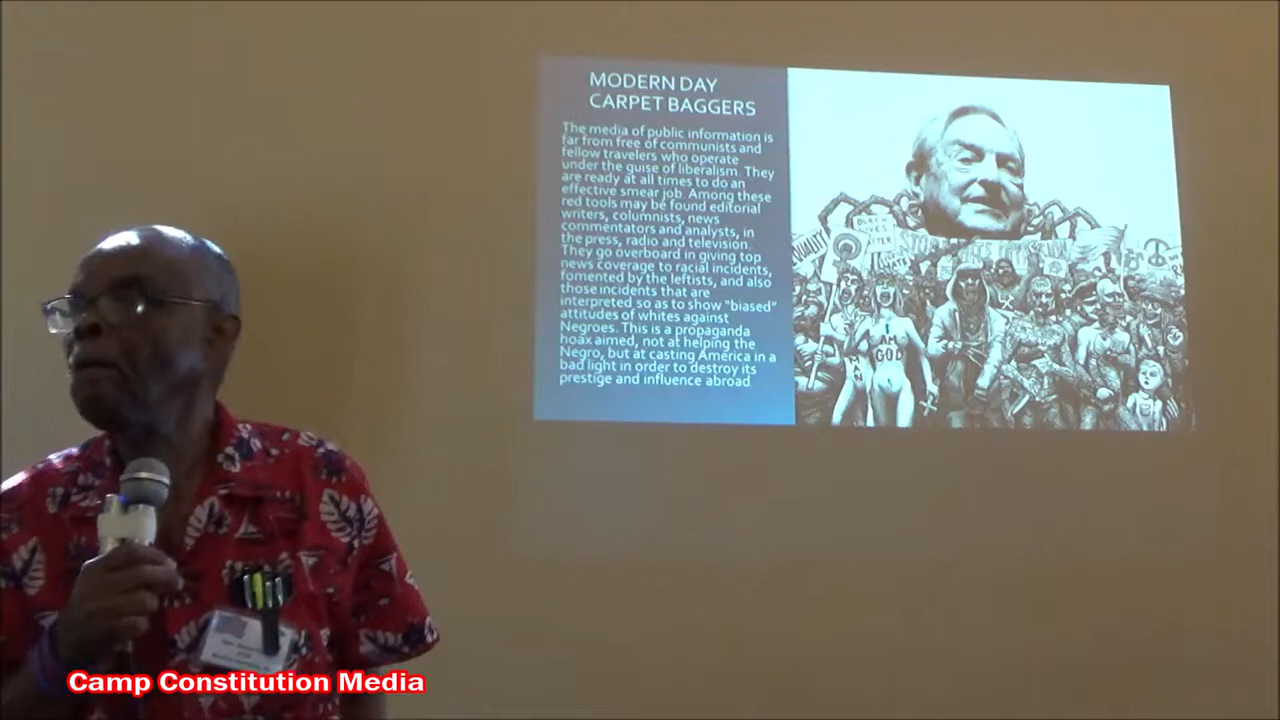 MODERN DAY
CARPET BAGGERS
The media of public information is
far from free of communists and
fellow travelers who operate
under the guise of liberalism. They
are ready at all times to do an
effective smear job. Among these
red tools may be found editorial
writers, columnists, news
commentators and analysts, in
the press, radio and television.
They go overboard in giving top
news coverage to racial incidents,
fomented by the leftists, and also
those incidents that are
interpreted so as to show "biased"
attitudes of whites against
Negroes. This is a propaganda
hoax aimed, not at helping the
Negro, but at casting America in a
bad light in order to destroy its
prestige and influence abroad
BLACK
LIVES
I AM
GOD
Camp Constitution Media